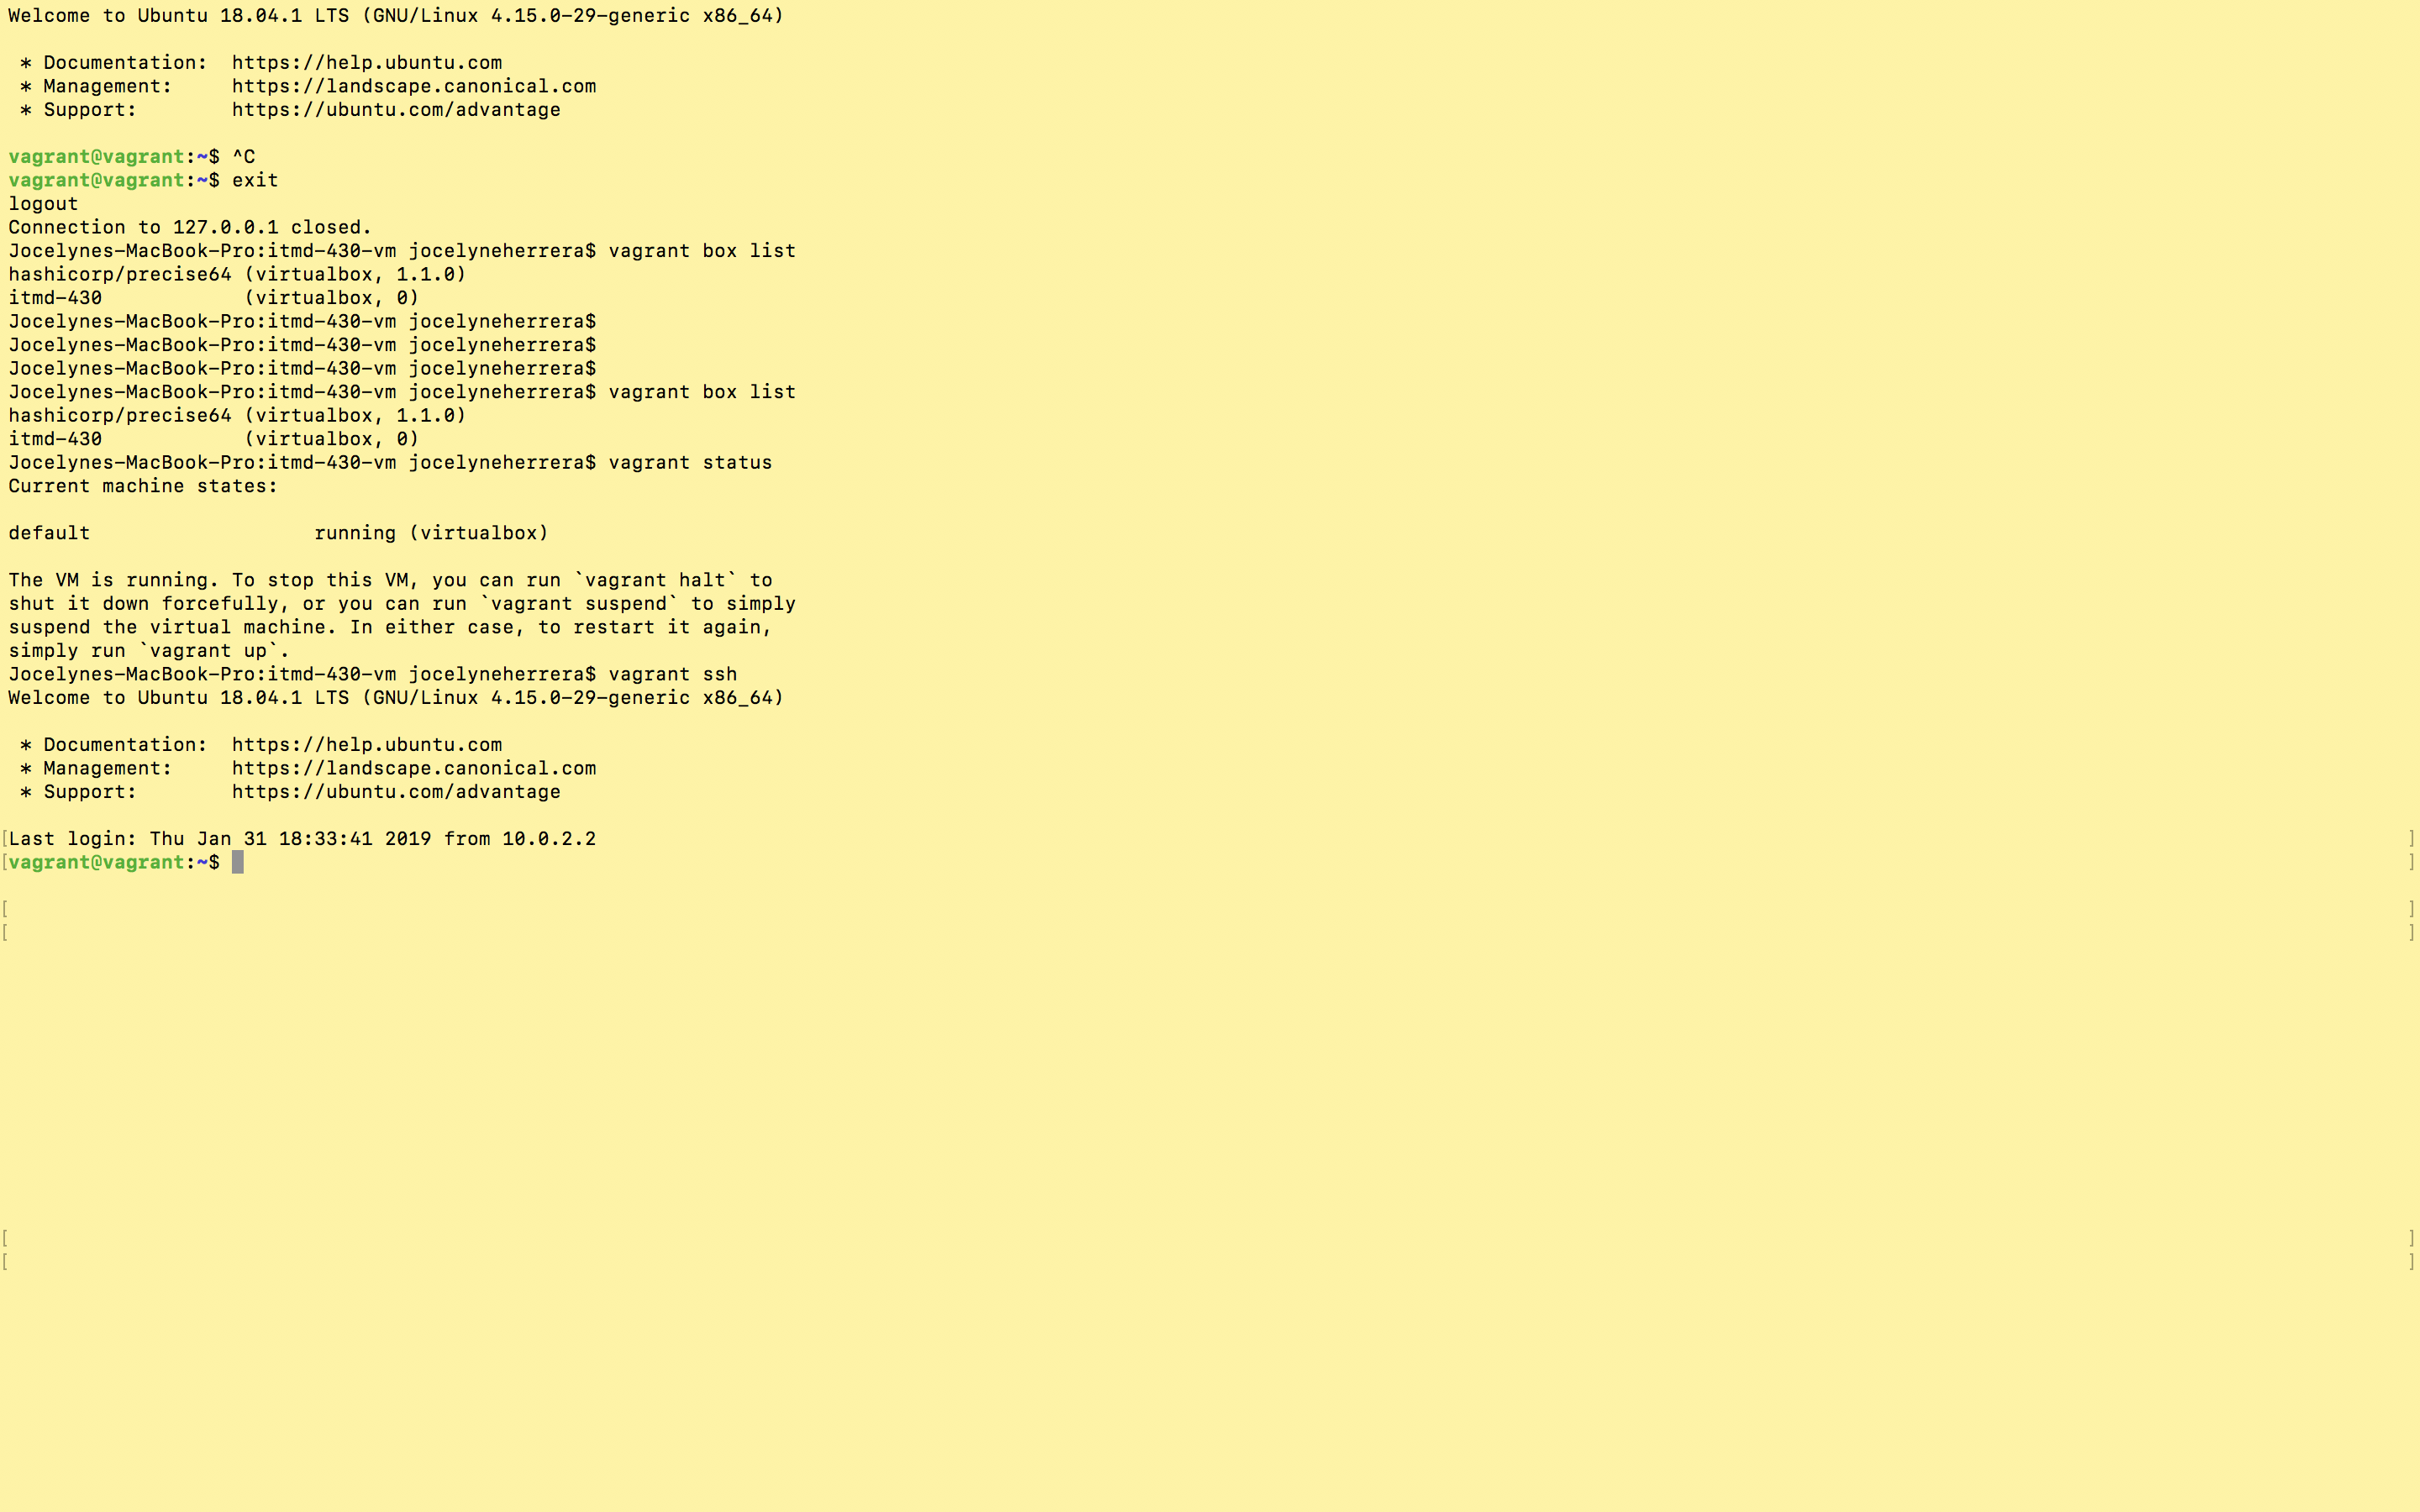 Welcome to Ubuntu 18.04.1 LTS (GNU/Linux 4.15.0-29-generic x86_64)

 * Documentation:  https://help.ubuntu.com
 * Management:     https://landscape.canonical.com
 * Support:        https://ubuntu.com/advantage

vagrant@vagrant:~$ ^C
vagrant@vagrant:~$ exit
logout
Connection to 127.0.0.1 closed.
Jocelynes-MacBook-Pro:itmd-430-vm jocelyneherrera$ vagrant box list
hashicorp/precise64 (virtualbox, 1.1.0)
itmd-430            (virtualbox, 0)
Jocelynes-MacBook-Pro:itmd-430-vm jocelyneherrera$
Jocelynes-MacBook-Pro:itmd-430-vm jocelyneherrera$
Jocelynes-MacBook-Pro:itmd-430-vm jocelyneherrera$
Jocelynes-MacBook-Pro:itmd-430-vm jocelyneherrera$ vagrant box list
hashicorp/precise64 (virtualbox, 1.1.0)
itmd-430            (virtualbox, 0)
Jocelynes-MacBook-Pro:itmd-430-vm jocelyneherrera$ vagrant status
Current machine states:

default                   running (virtualbox)

The VM is running. To stop this VM, you can run `vagrant halt` to
shut it down forcefully, or you can run `vagrant suspend` to simply
suspend the virtual machine. In either case, to restart it again,
simply run `vagrant up`.
Jocelynes-MacBook-Pro:itmd-430-vm jocelyneherrera$ vagrant ssh
Welcome to Ubuntu 18.04.1 LTS (GNU/Linux 4.15.0-29-generic x86_64)

 * Documentation:  https://help.ubuntu.com
 * Management:     https://landscape.canonical.com
 * Support:        https://ubuntu.com/advantage

[Last login: Thu Jan 31 18:33:41 2019 from 10.0.2.2 ]
[vagrant@vagrant:~$ ]
[ ]
[ ]
[ ]
[ ]